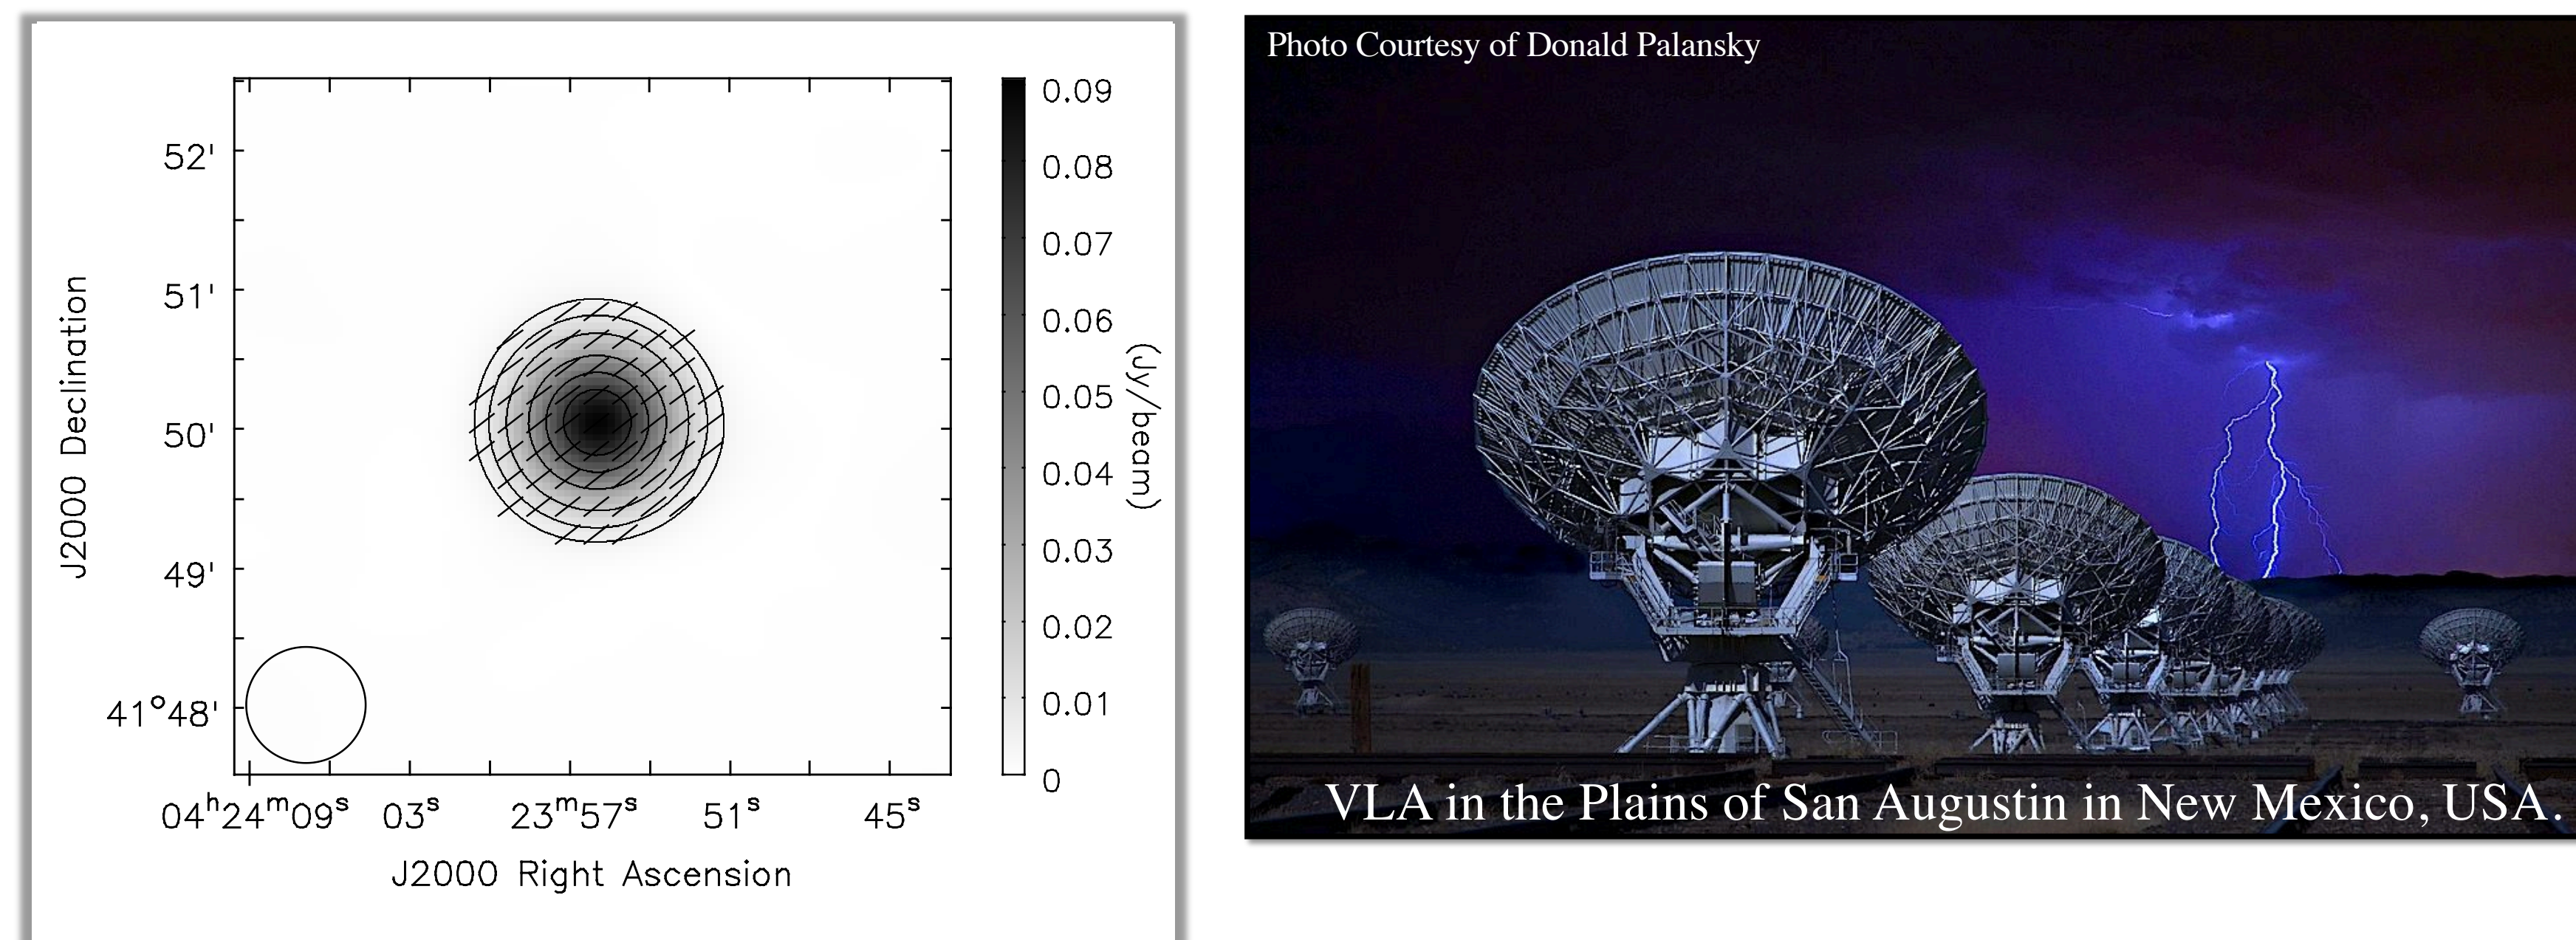 52'
51'
50'
49'
41°48'
J2000 Declination
04ʰ24ᵐ09ˢ 03ˢ 23ᵐ57ˢ 51ˢ 45ˢ
J2000 Right Ascension
0.09
0.08
0.07
0.06
0.05
0.04
0.03
0.02
0.01
0
(Jy/beam)
Photo Courtesy of Donald Palansky
VLA in the Plains of San Augustin in New Mexico, USA.